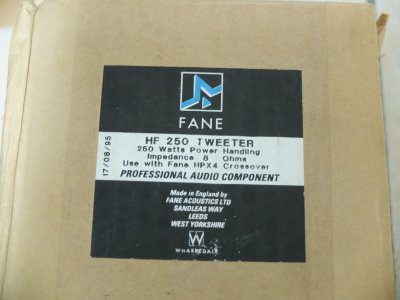 FANE
17/08/95
HF 250 TWEETER
250 Watts Power Handling
Impedance 8 Ohms
Use with Fane HPX4 Crossover
PROFESSIONAL AUDIO COMPONENT
Made in England by
FANE ACOUSTICS LTD
SANDLEAS WAY
LEEDS
WEST YORKSHIRE
W
WHARFEDALE